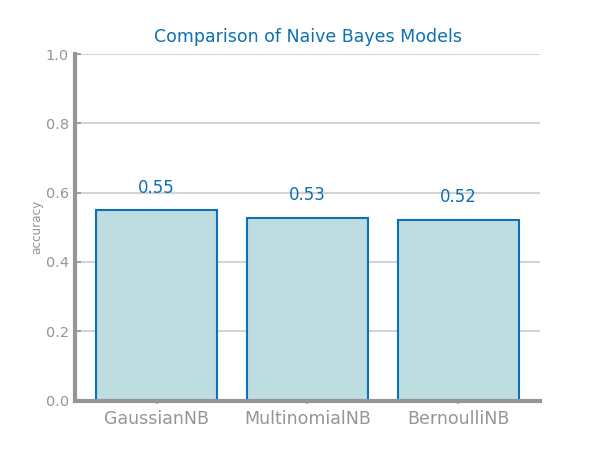 Comparison of Naive Bayes Models
1.0
0.8
0.6
0.4
0.2
0.0
accuracy
0.55
0.53
0.52
GaussianNB
MultinomialNB
BernoulliNB